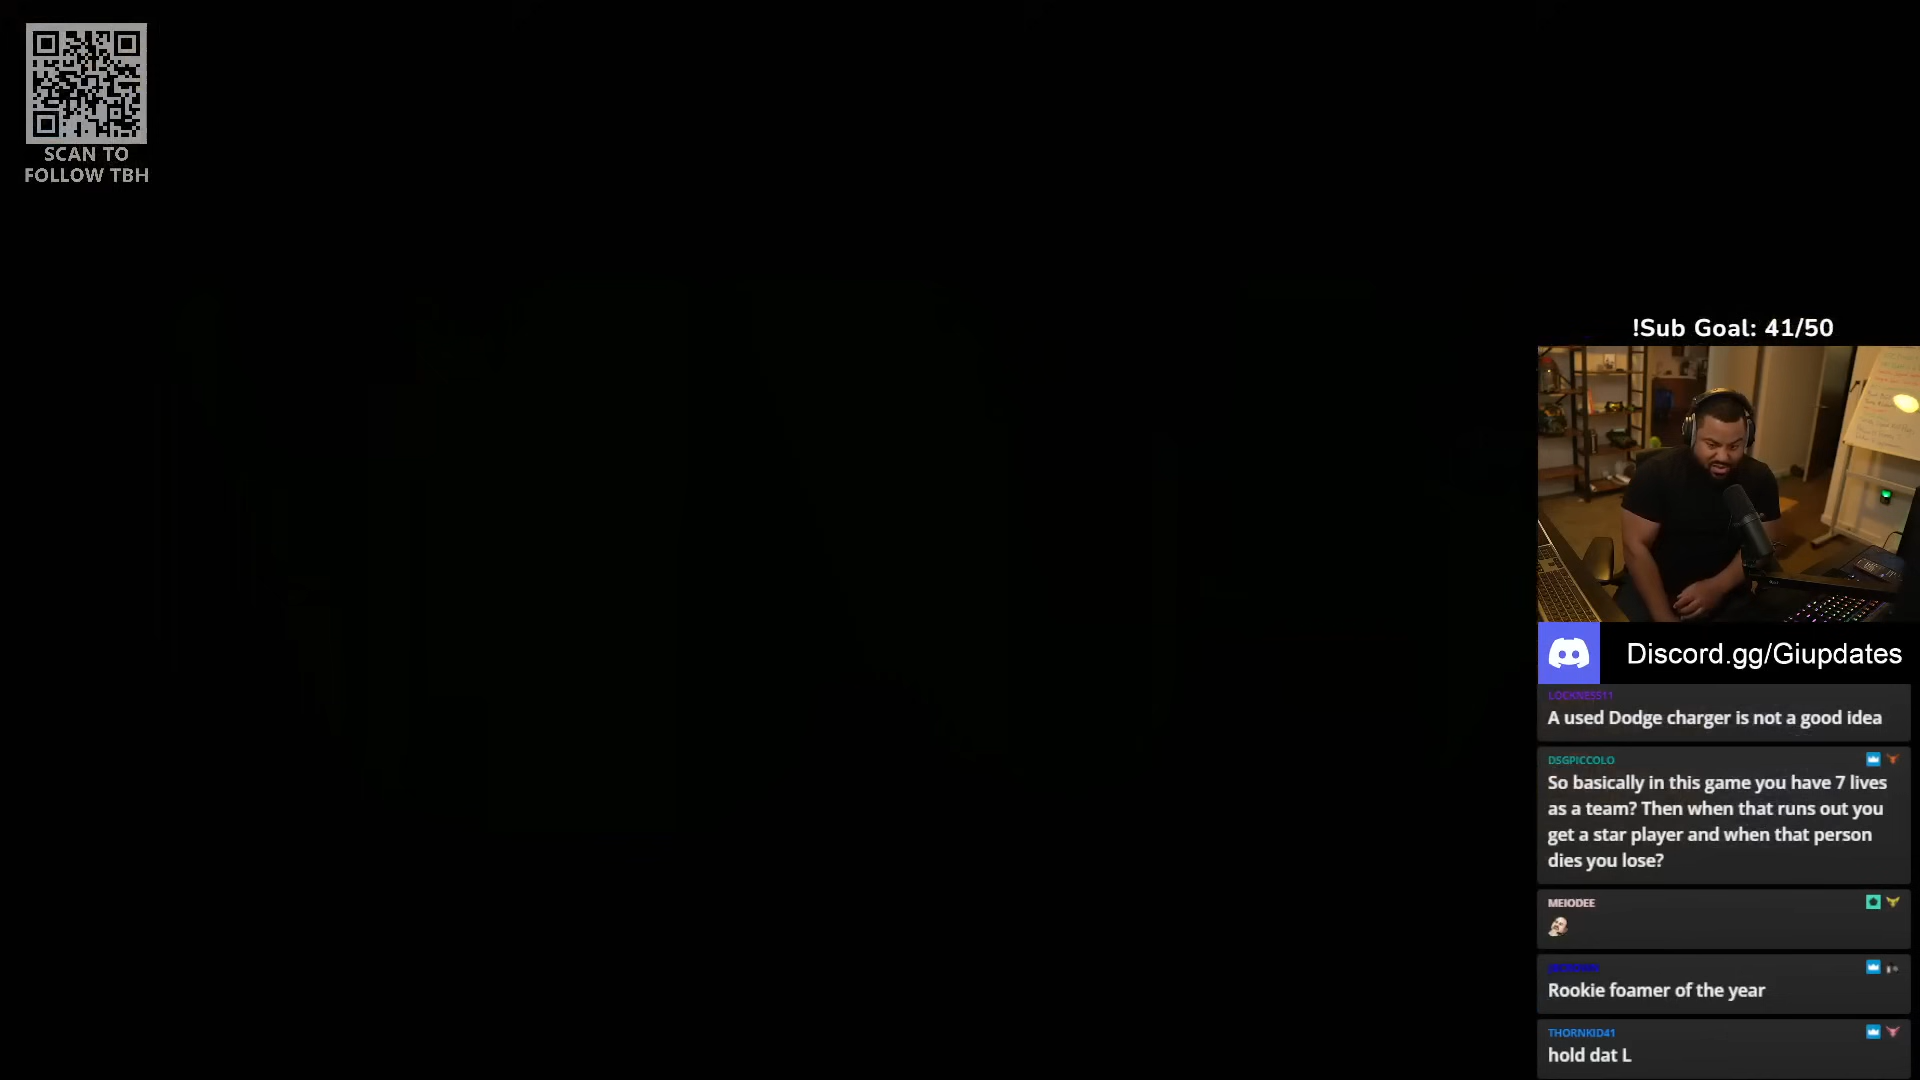 SCAN TO
FOLLOW TBH
!Sub Goal: 41/50
Discord.gg/Giupdates
LOCKNESS11
A used Dodge charger is not a good idea
DSGPICCOLO
So basically in this game you have 7 lives
as a team? Then when that runs out you
get a star player and when that person
dies you lose?
MEIODEE
Rookie foamer of the year
THORNKID41
hold dat L